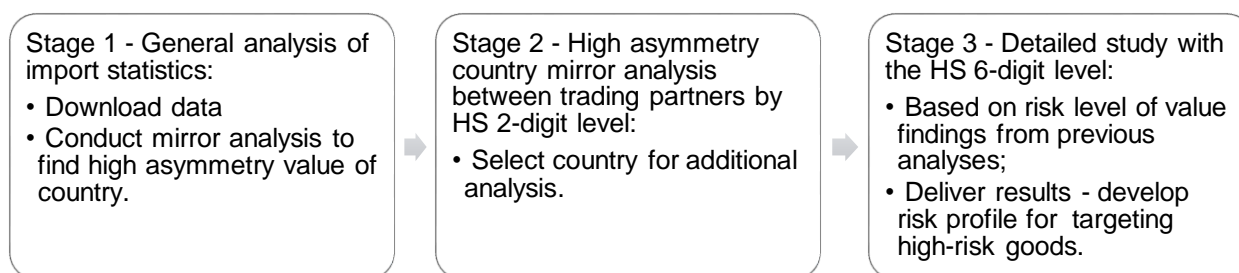 Stage 1 - General analysis of
import statistics:
• Download data
• Conduct mirror analysis to
find high asymmetry value of
country.
Stage 2 - High asymmetry
country mirror analysis
between trading partners by
HS 2-digit level:
• Select country for additional
analysis.
Stage 3 - Detailed study with
the HS 6-digit level:
• Based on risk level of value
findings from previous
analyses;
• Deliver results - develop
risk profile for targeting
high-risk goods.